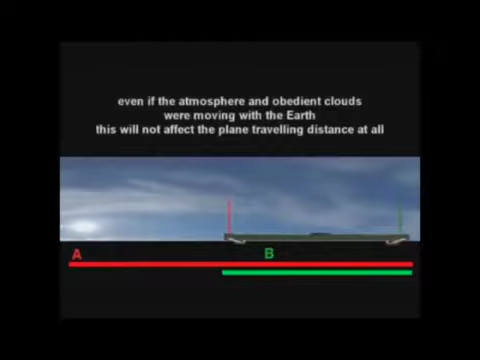 even if the atmosphere and obedient clouds
were moving with the Earth
this will not affect the plane travelling distance at all
A
B